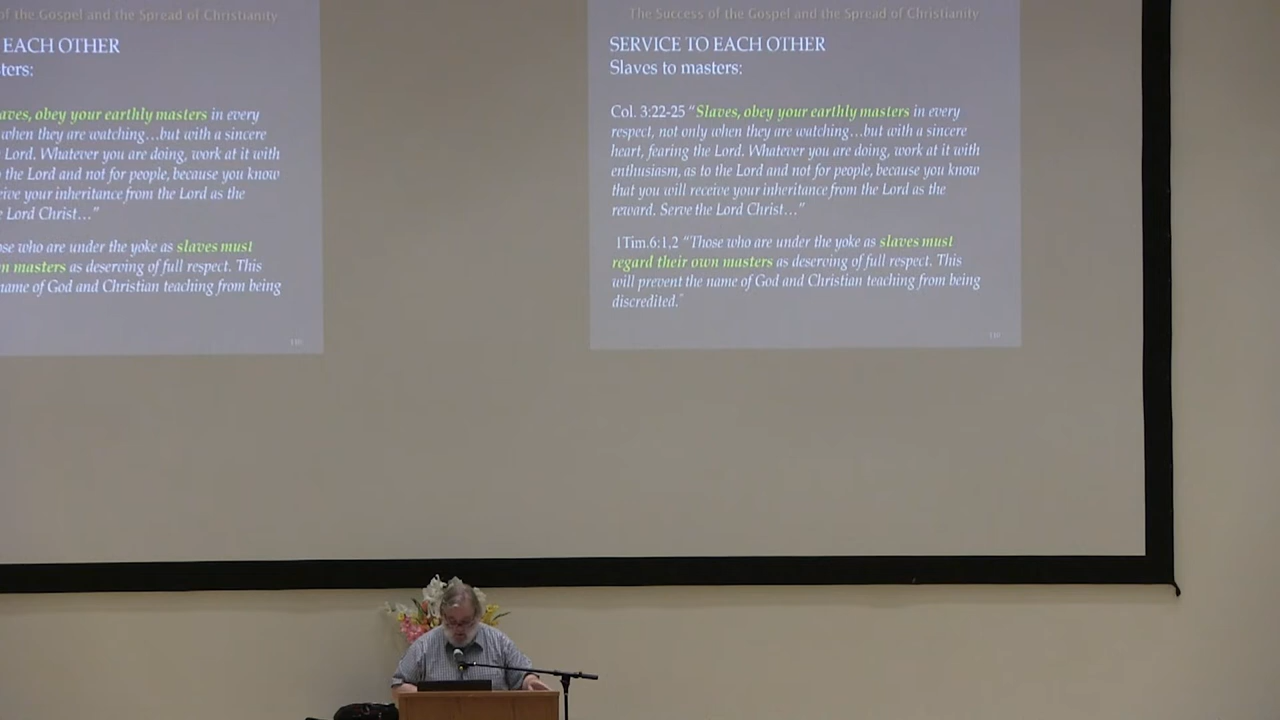 of the Gospel and the Spread of Christianity
EACH OTHER
sters:
aves, obey your earthly masters in every
when they are watching…but with a sincere
Lord. Whatever you are doing, work at it with
the Lord and not for people, because you know
eive your inheritance from the Lord as the
Lord Christ…”
ose who are under the yoke as slaves must
n masters as deserving of full respect. This
name of God and Christian teaching from being
The Success of the Gospel and the Spread of Christianity
SERVICE TO EACH OTHER
Slaves to masters:
Col. 3:22-25 “Slaves, obey your earthly masters in every
respect, not only when they are watching…but with a sincere
heart, fearing the Lord. Whatever you are doing, work at it with
enthusiasm, as to the Lord and not for people, because you know
that you will receive your inheritance from the Lord as the
reward. Serve the Lord Christ…”
1Tim.6:1,2 “Those who are under the yoke as slaves must
regard their own masters as deserving of full respect. This
will prevent the name of God and Christian teaching from being
discredited.”